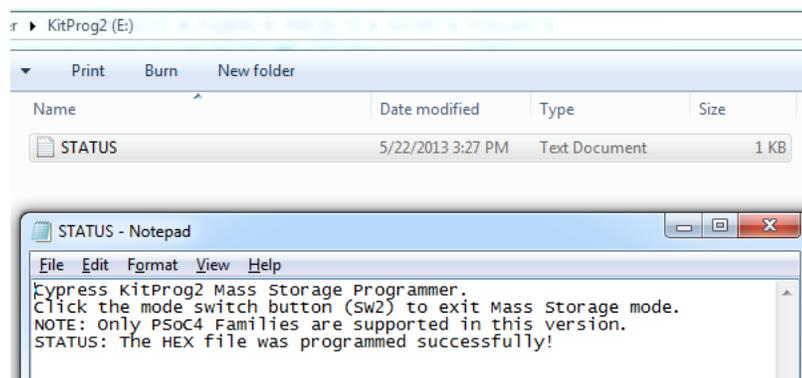 r ▸ KitProg2 (E:)
Print Burn New folder
Name Date modified Type Size
STATUS 5/22/2013 3:27 PM Text Document 1 KB
STATUS - Notepad
File Edit Format View Help
Cypress KitProg2 Mass Storage Programmer.
Click the mode switch button (SW2) to exit Mass Storage mode.
NOTE: Only PSoC4 Families are supported in this version.
STATUS: The HEX file was programmed successfully!